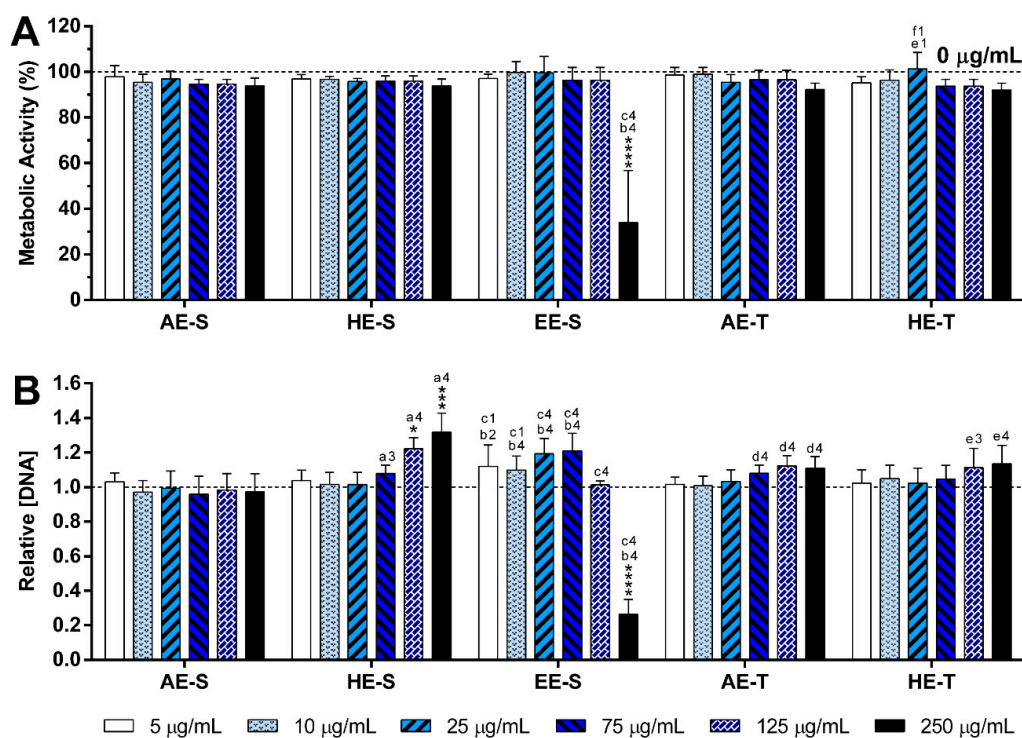 A
Metabolic Activity (%)
120
100
80
60
40
20
0
f1
e1
0 μg/mL
c4
b4
****
AE-S HE-S EE-S AE-T HE-T
B
Relative [DNA]
1.6
1.4
1.2
1.0
0.8
0.6
0.4
0.2
0.0
a3
a4
*
a4
***
c1
b2
c1
b4
c4
b4
c4
b4
c4
c4
b4
****
d4
d4
d4
e3
e4
AE-S HE-S EE-S AE-T HE-T
5 μg/mL 10 μg/mL 25 μg/mL 75 μg/mL 125 μg/mL 250 μg/mL